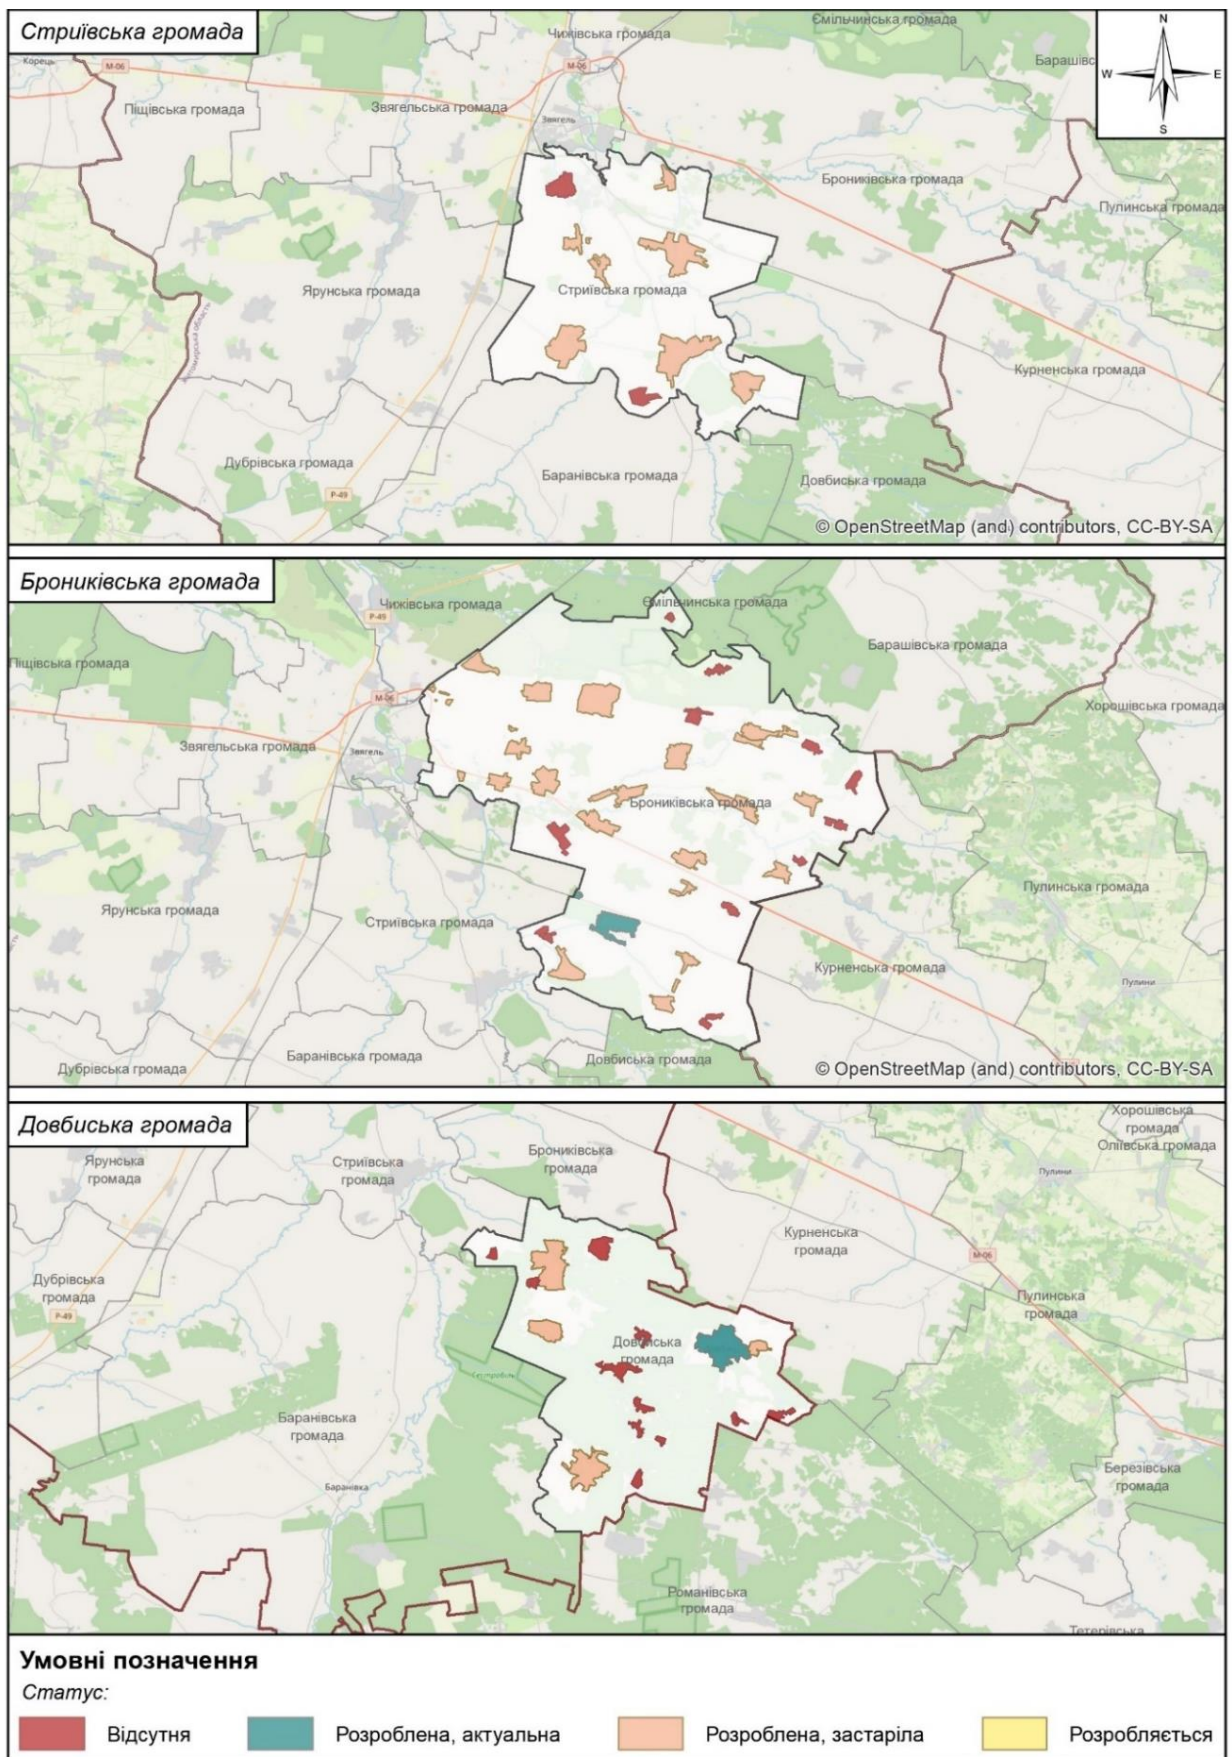 Стриївська громада
Ємільчинська громада
N
Чижівська громада
Корець
М-06
М-06
Барашівс
W
E
Піщівська громада
Звягельська громада
S
Звягель
Брониківська громада
Пулинська громада
Ярунська громада
Стриївська громада
Курненська громада
Дубрівська громада
Баранівська громада
Довбиська громада
Р-49
© OpenStreetMap (and) contributors, CC-BY-SA
Брониківська громада
Чижівська громада
Ємільчинська громада
Р-49
Барашівська громада
Піщівська громада
М-06
Хорошівська громада
Звягельська громада
Звягель
Брониківська громада
Пулинська громада
Ярунська громада
Стриївська громада
Курненська громада
Пулини
Баранівська громада
Довбиська громада
Дубрівська громада
© OpenStreetMap (and) contributors, CC-BY-SA
Довбиська громада
Хорошівська
громада
Оліївська громада
Ярунська
громада
Стриївська
громада
Брониківська
громада
Пулини
Курненська
громада
М-06
Дубрівська
громада
Р-49
Пулинська
громада
Довбиська
громада
Баранівська
громада
Баранівка
Березівська
громада
Романівська
громада
Тетерівська
Умовні позначення
Статус:
Відсутня
Розроблена, актуальна
Розроблена, застаріла
Розробляється